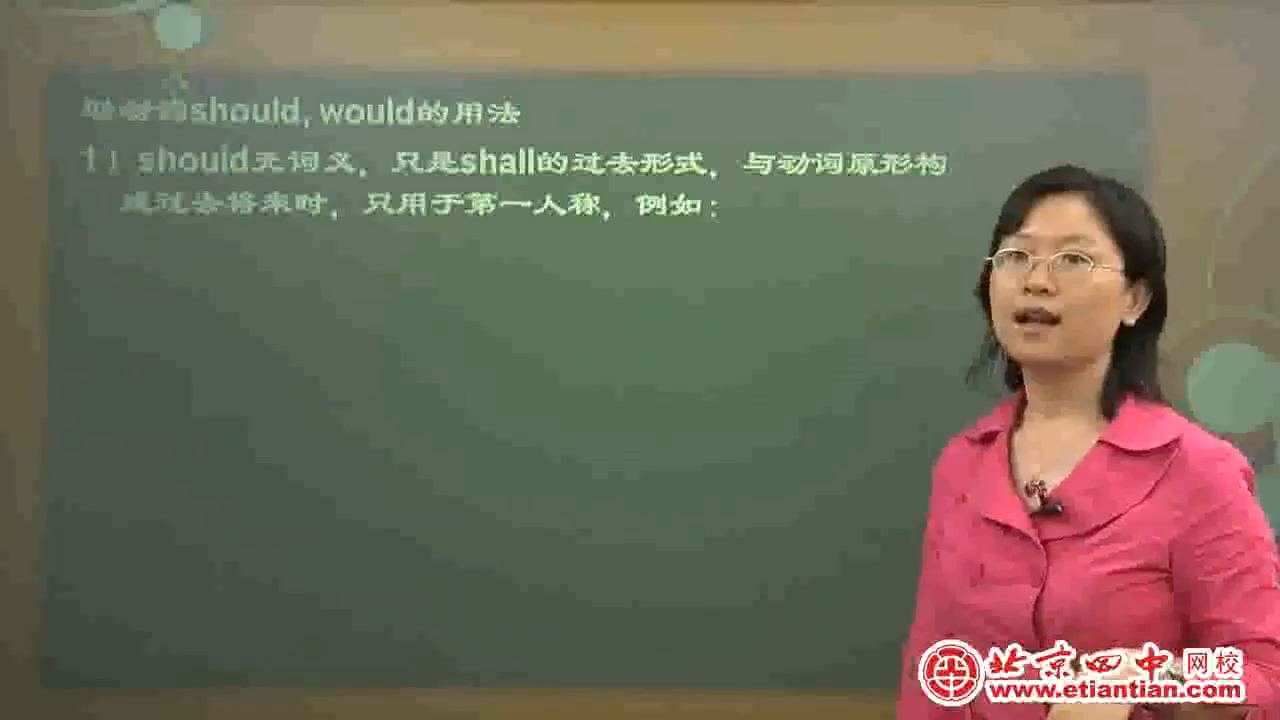 should, would的用法
1）should无词义，只是shall的过去形式，与动词原形构
成过去将来时，只用于第一人称，例如：
北京四中网校
www.etiantian.com